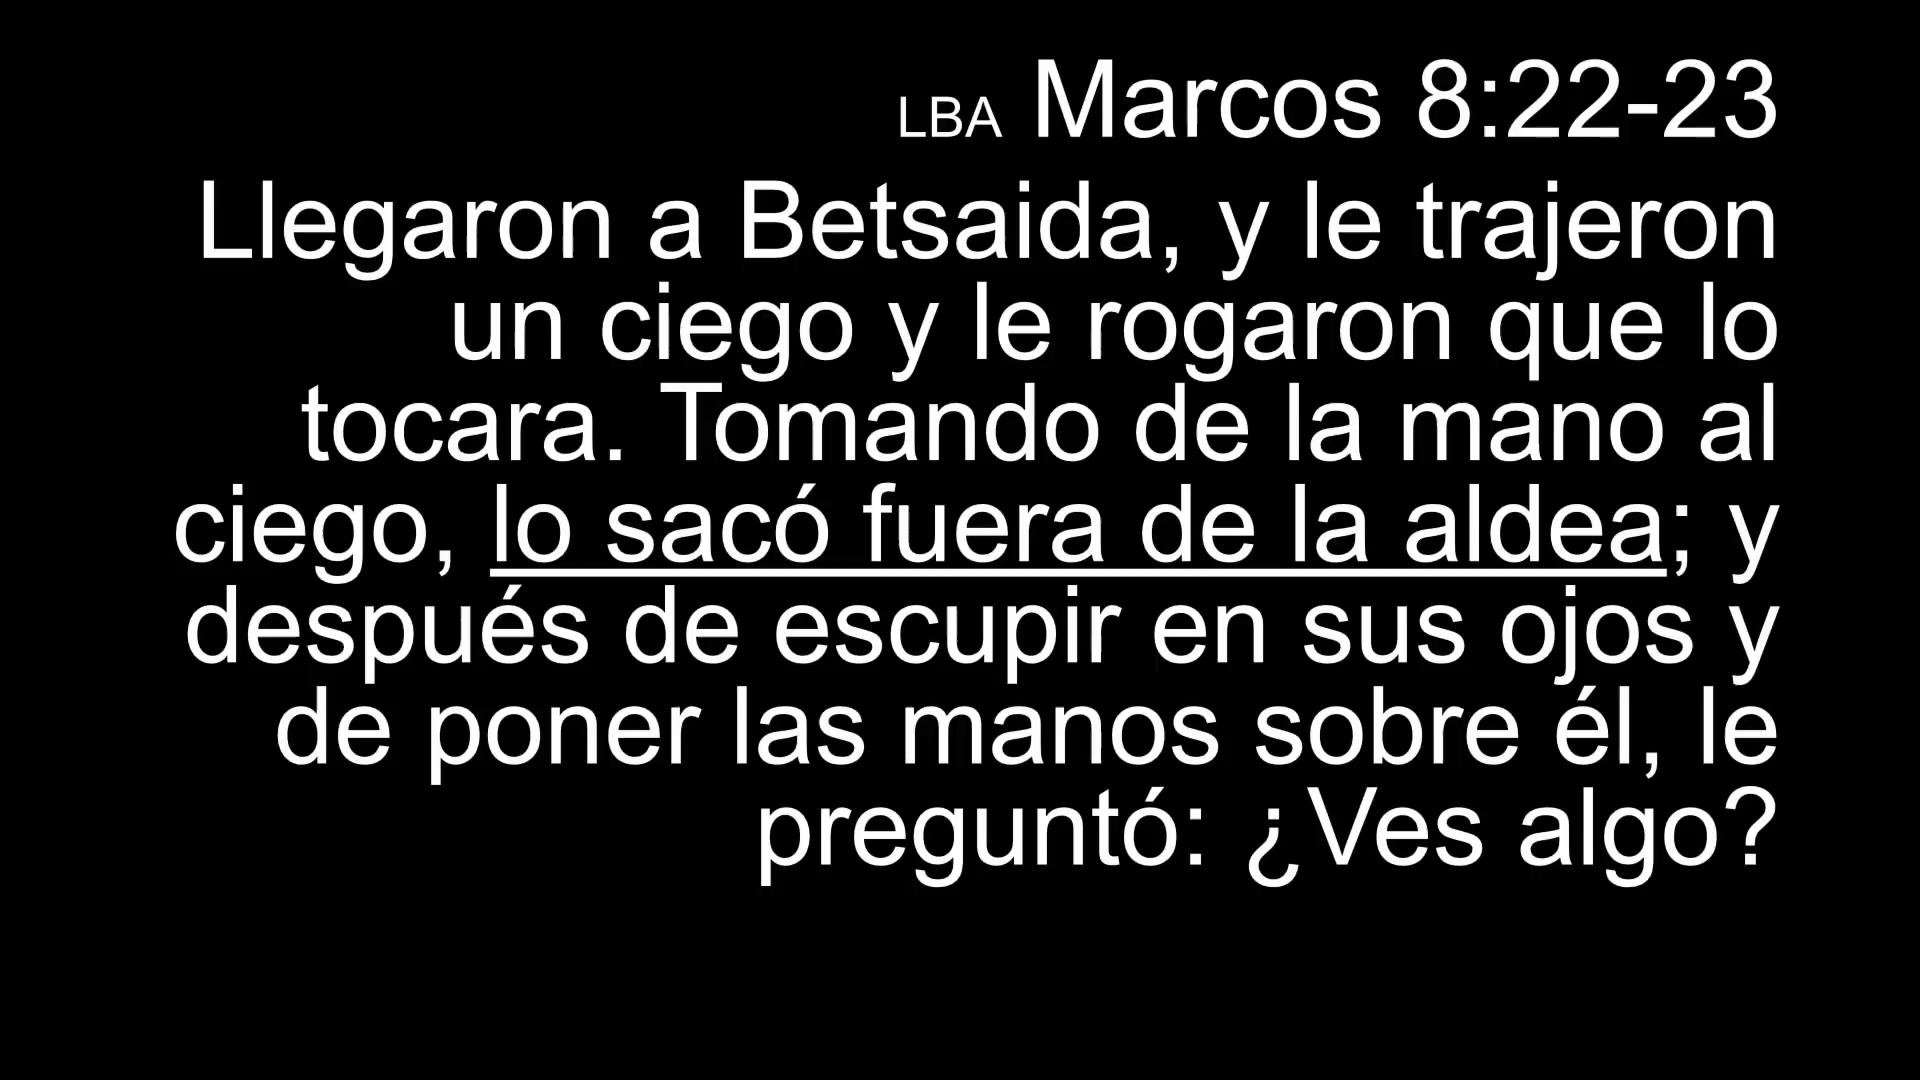 LBA Marcos 8:22-23
Llegaron a Betsaida, y le trajeron
un ciego y le rogaron que lo
tocara. Tomando de la mano al
ciego, lo sacó fuera de la aldea; y
después de escupir en sus ojos y
de poner las manos sobre él, le
preguntó: ¿Ves algo?